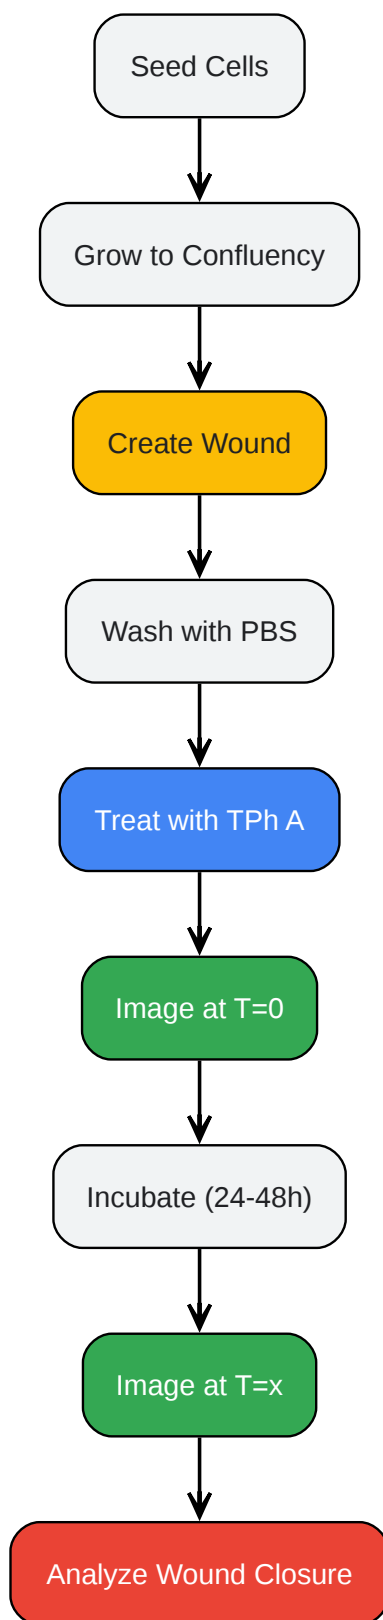 Seed Cells
Grow to Confluency
Create Wound
Wash with PBS
Treat with TPh A
Image at T=0
Incubate (24-48h)
Image at T=x
Analyze Wound Closure